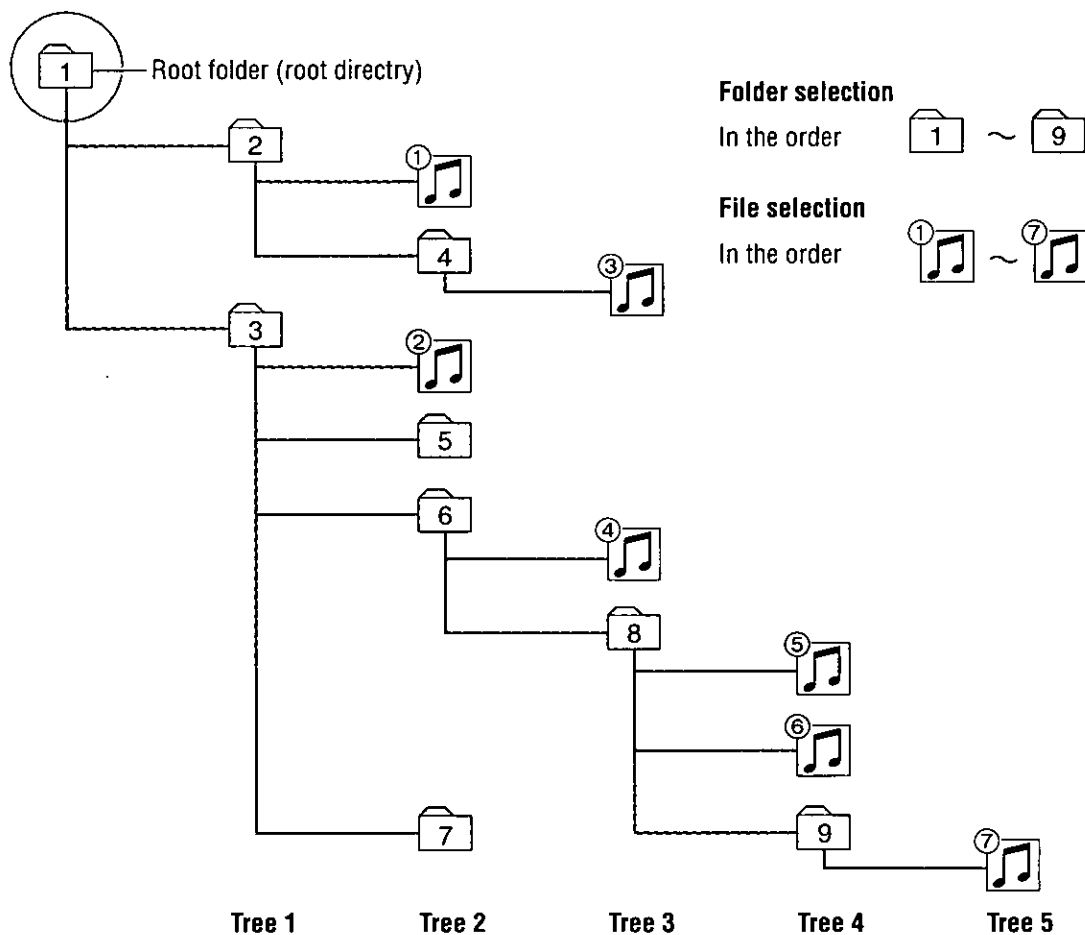 1
Root folder (root directry)
Folder selection
In the order 1 ~ 9
File selection
In the order ① ~ ⑦
2
①
4
③
3
②
5
6
④
8
⑤
⑥
7
9
⑦
Tree 1 Tree 2 Tree 3 Tree 4 Tree 5